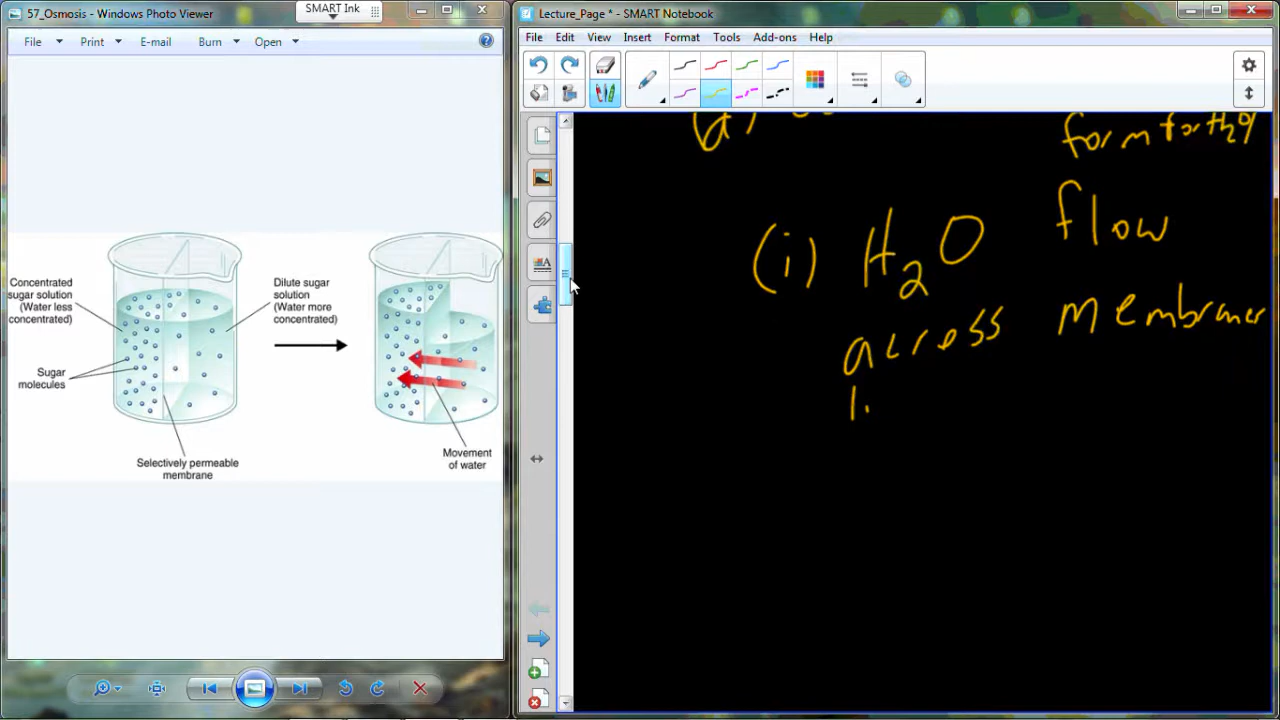 57_Osmosis - Windows Photo Viewer
SMART Ink
File Print E-mail Burn Open
Concentrated
sugar solution
(Water less
concentrated)
Dilute sugar
solution
(Water more
concentrated)
Sugar
molecules
Selectively permeable
membrane
Movement
of water
Lecture_Page * - SMART Notebook
File Edit View Insert Format Tools Add-ons Help
(i) H2O flow
across membranes